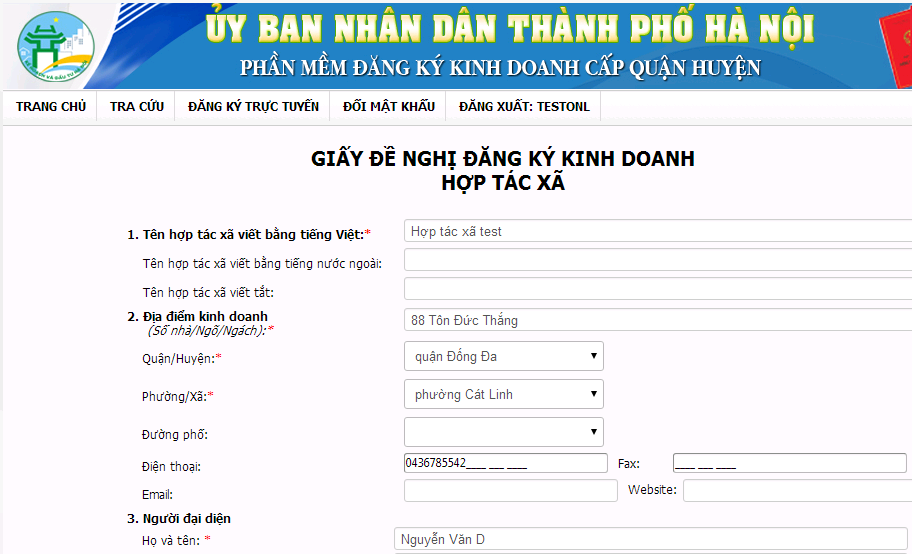 ỦY BAN NHÂN DÂN THÀNH PHỐ HÀ NỘI
PHẦN MỀM ĐĂNG KÝ KINH DOANH CẤP QUẬN HUYỆN
TRANG CHỦ TRA CỨU ĐĂNG KÝ TRỰC TUYẾN ĐỔI MẬT KHẨU ĐĂNG XUẤT: TESTONL
GIẤY ĐỀ NGHỊ ĐĂNG KÝ KINH DOANH
HỢP TÁC XÃ
1. Tên hợp tác xã viết bằng tiếng Việt:* Hợp tác xã test
Tên hợp tác xã viết bằng tiếng nước ngoài:
Tên hợp tác xã viết tắt:
2. Địa điểm kinh doanh
(Số nhà/Ngõ/Ngách):* 88 Tôn Đức Thắng
Quận/Huyện:* quận Đống Đa
Phường/Xã:* phường Cát Linh
Đường phố:
Điện thoại: 0436785542____ ___ ____ Fax: ____ ___ ____
Email: Website:
3. Người đại diện
Họ và tên: * Nguyễn Văn D